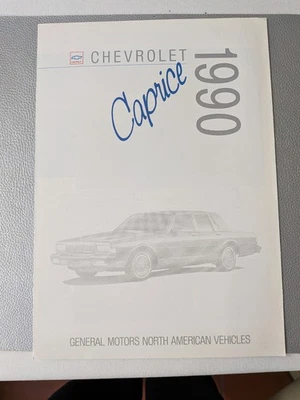 CHEVROLET
Caprice
1990
GENERAL MOTORS NORTH AMERICAN VEHICLES